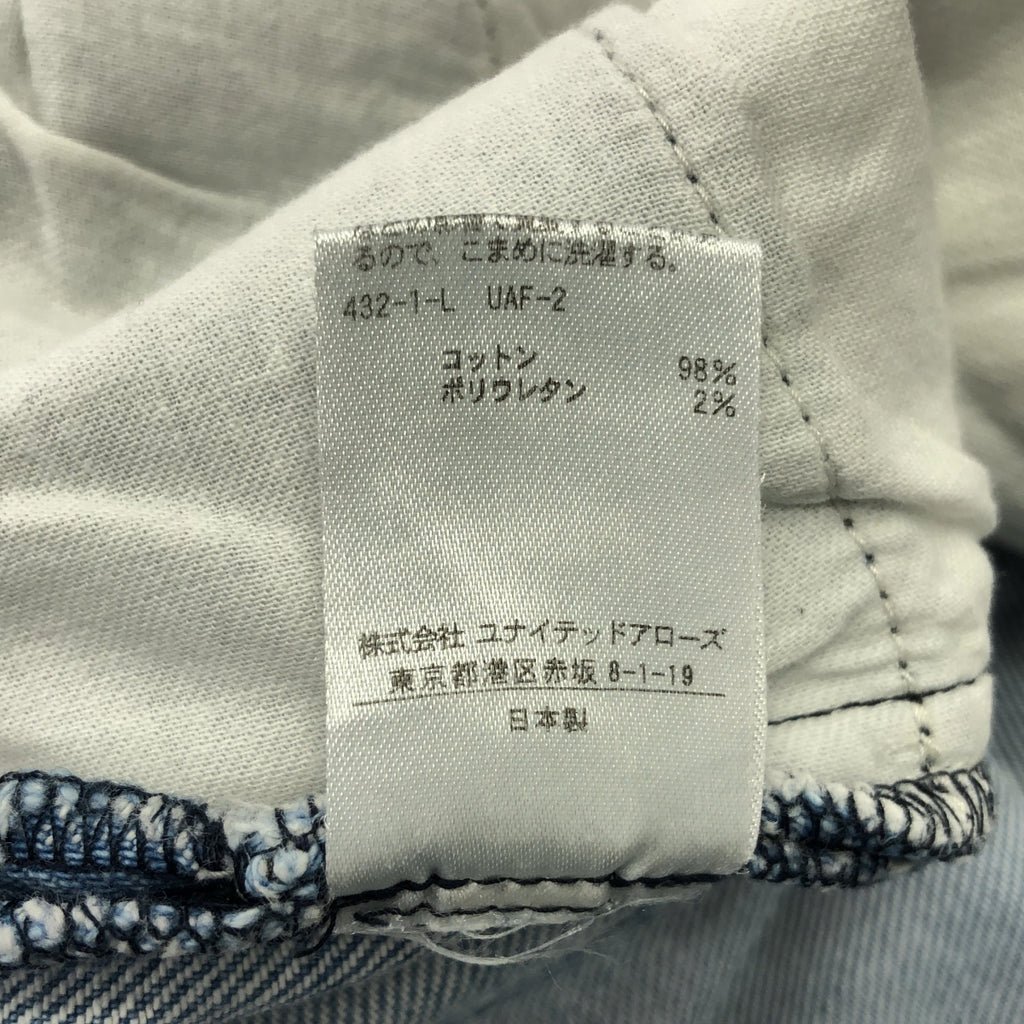 るので、こまめに洗濯する。
432-1-L UAF-2
コットン 98%
ポリウレタン 2%
株式会社 ユナイテッドアローズ
東京都港区赤坂 8-1-19
日本製